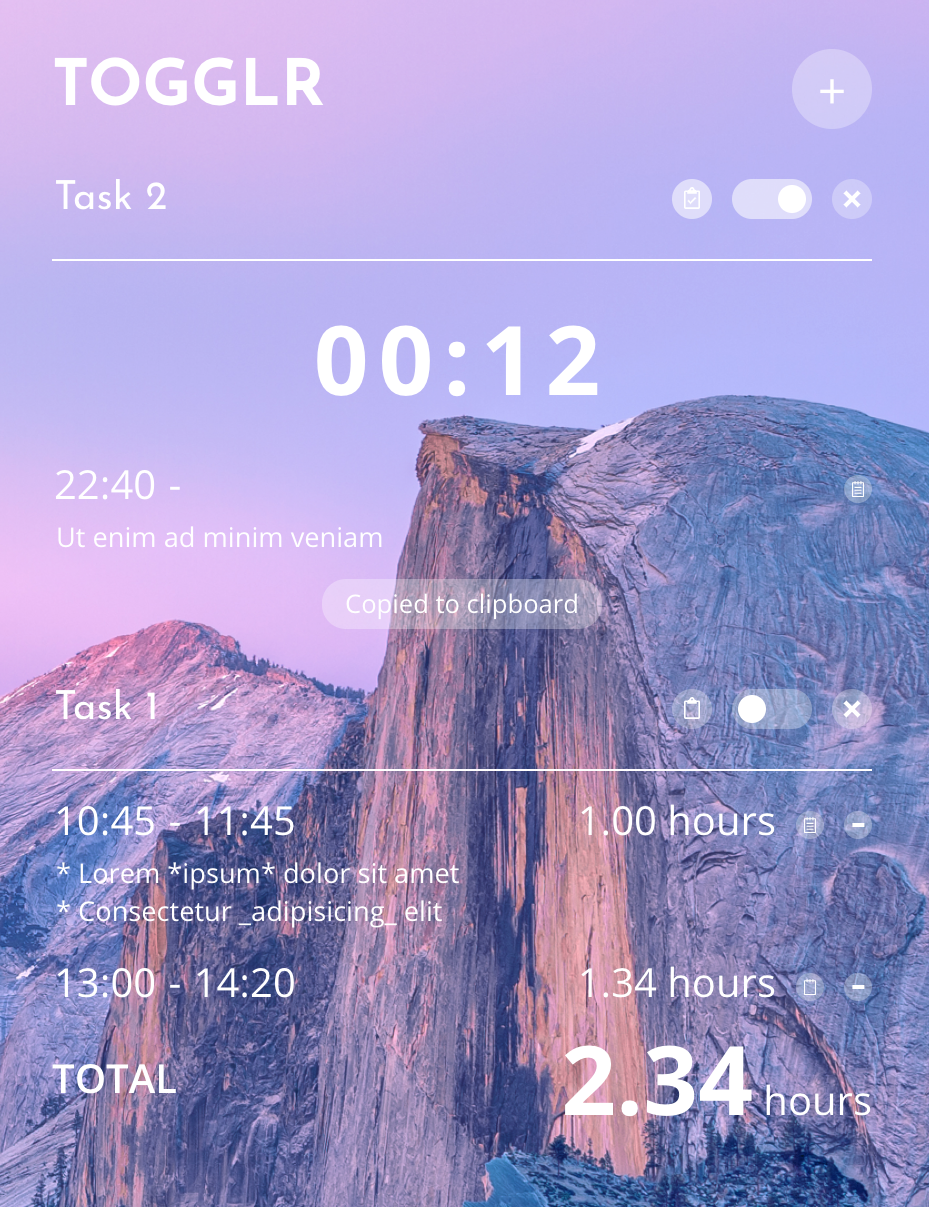 TOGGLR
+
Task 2
00:12
22:40 -
Ut enim ad minim veniam
Copied to clipboard
Task 1
10:45 - 11:45 1.00 hours
* Lorem *ipsum* dolor sit amet
* Consectetur _adipisicing_ elit
13:00 - 14:20 1.34 hours
TOTAL 2.34 hours